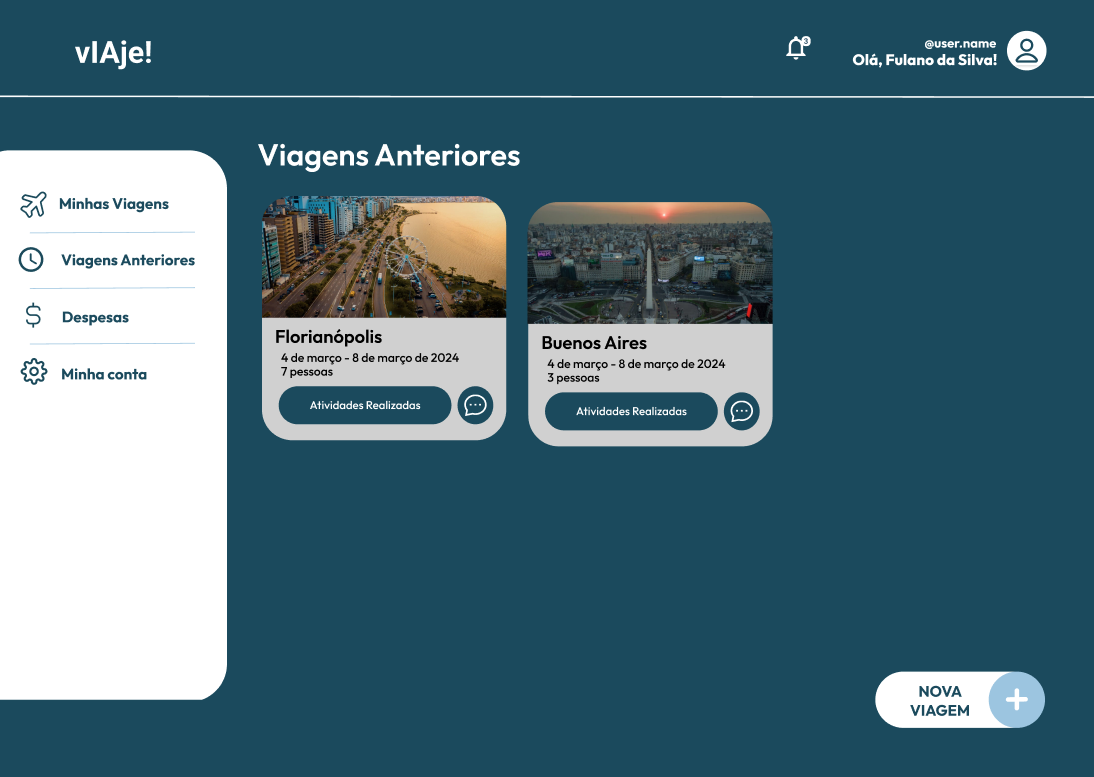 vIAje!
3
@user.name
Olá, Fulano da Silva!
Minhas Viagens
Viagens Anteriores
Despesas
Minha conta
Viagens Anteriores
Florianópolis
4 de março - 8 de março de 2024
7 pessoas
Atividades Realizadas
Buenos Aires
4 de março - 8 de março de 2024
3 pessoas
Atividades Realizadas
NOVA
VIAGEM